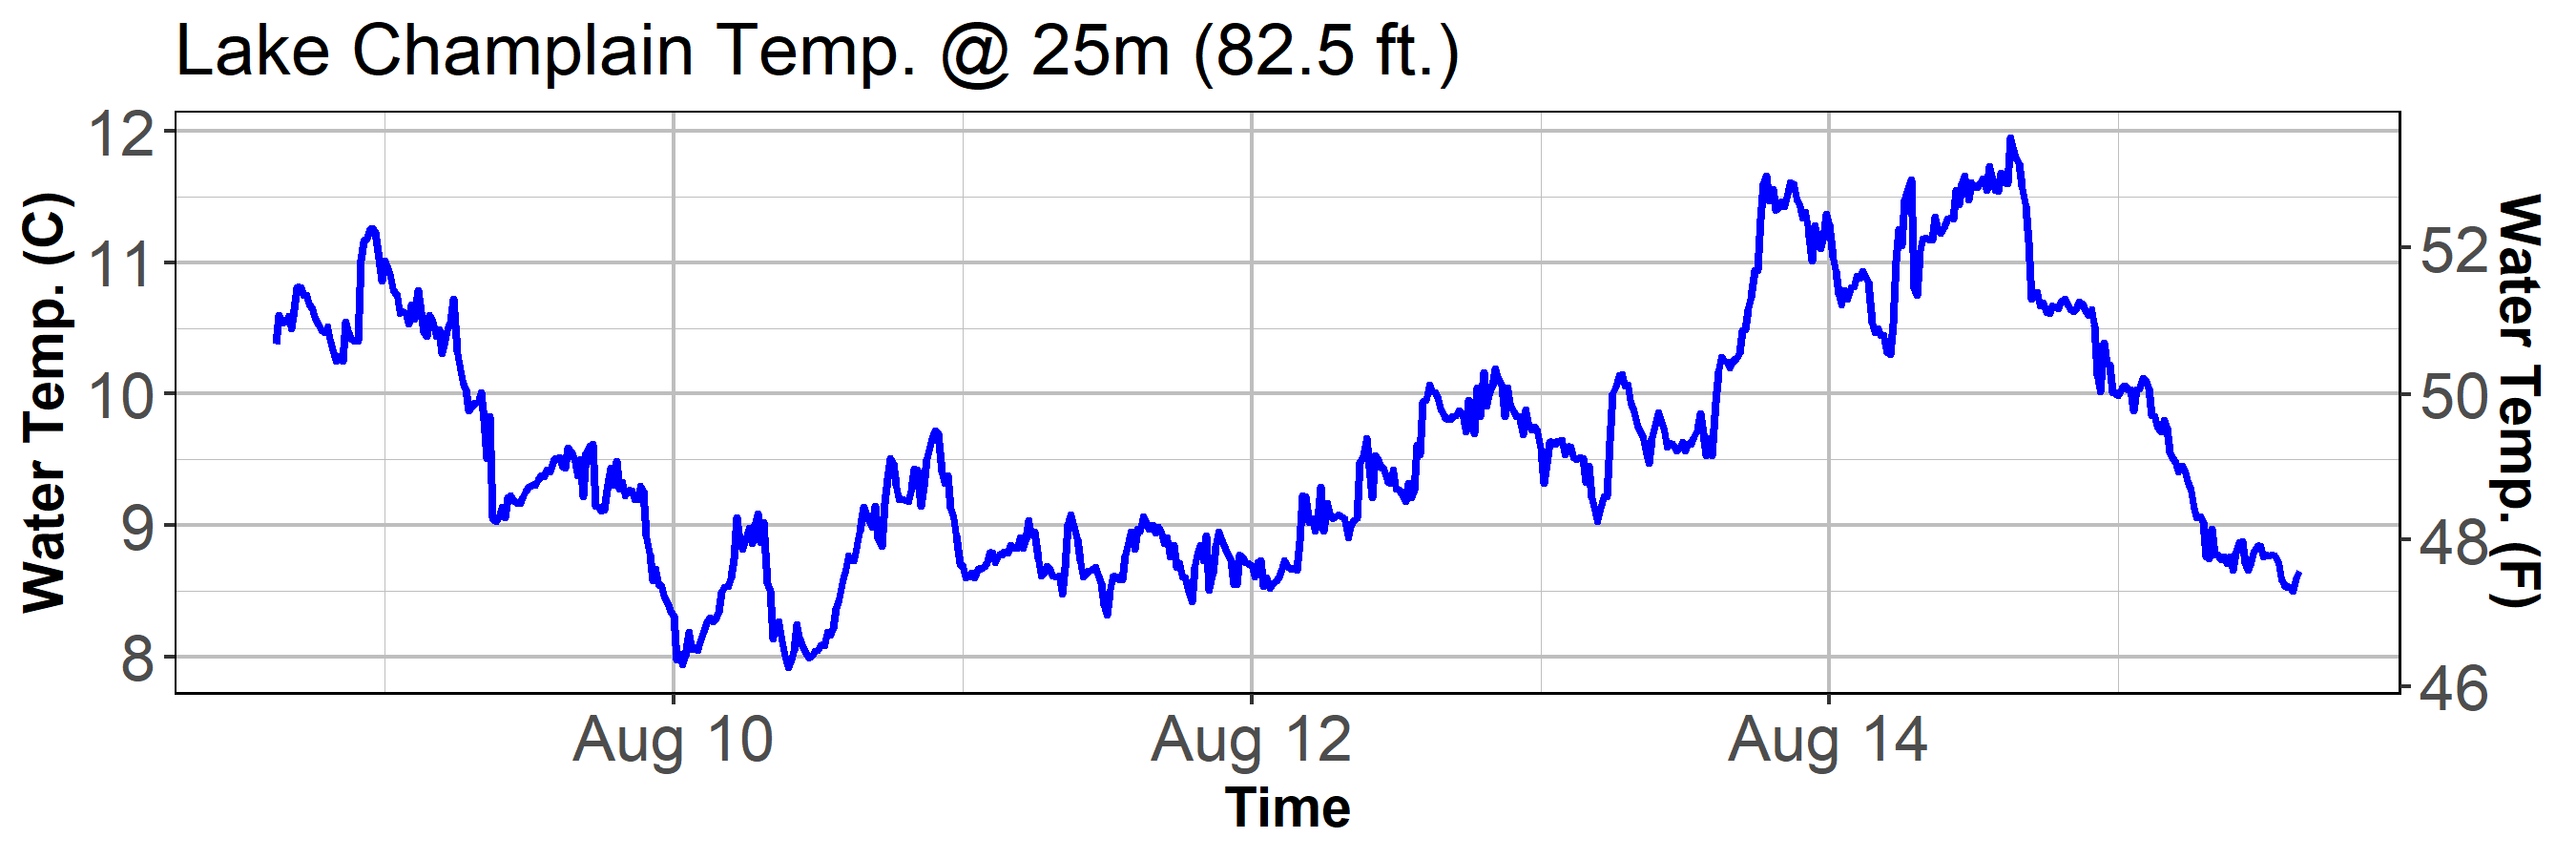 Lake Champlain Temp. @ 25m (82.5 ft.)
Water Temp. (C)
12
11
10
9
8
52
50
48
46
Water Temp. (F)
Aug 10
Aug 12
Aug 14
Time